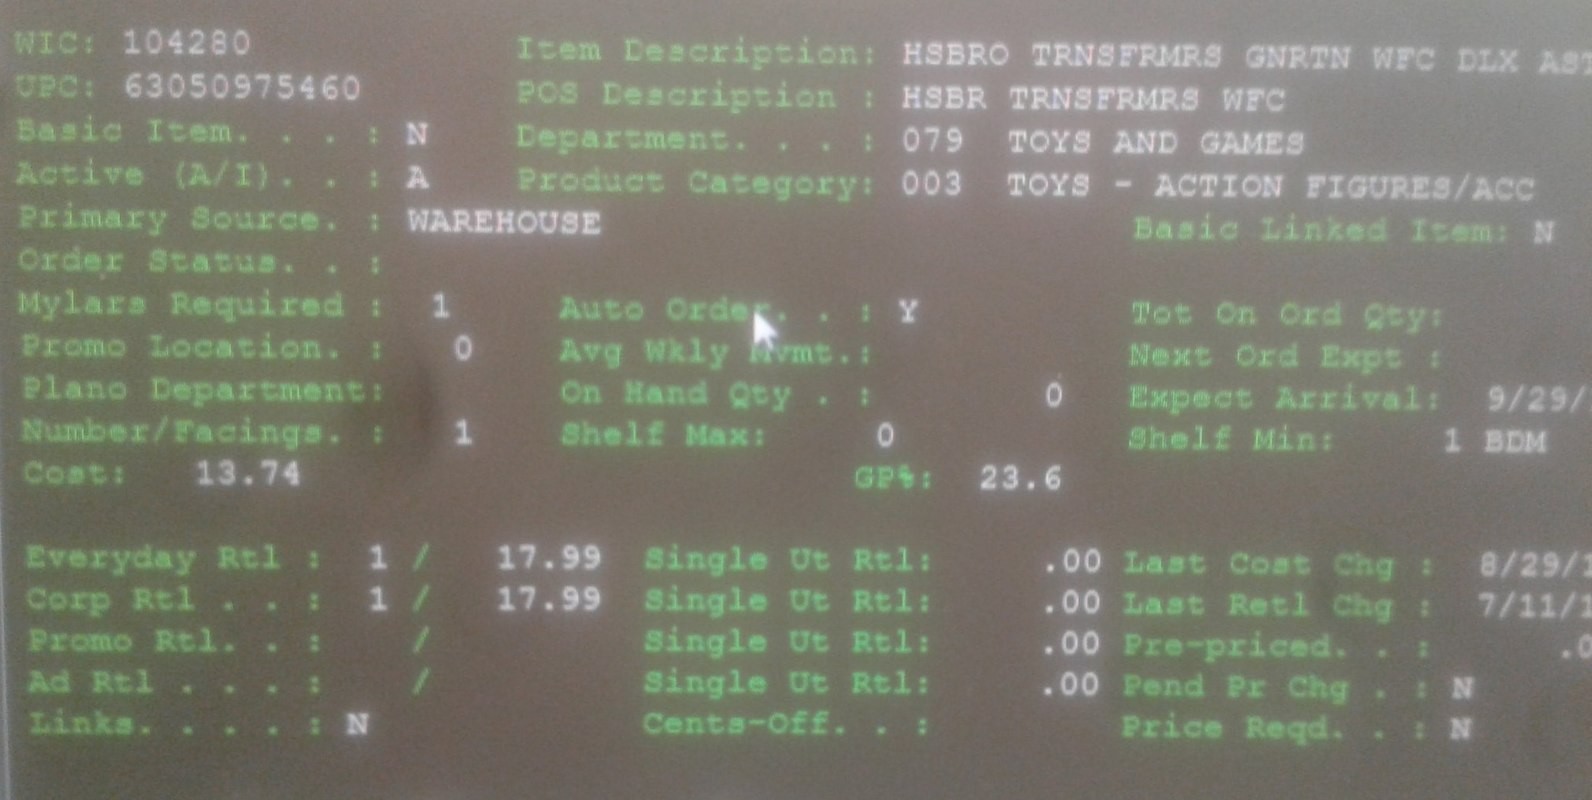 WIC: 104280 Item Description: HSBRO TRNSFRMRS GNRTN WFC DLX AST
UPC: 63050975460 POS Description : HSBR TRNSFRMRS WFC
Basic Item. . . : N Department. . . : 079 TOYS AND GAMES
Active (A/I). . : A Product Category: 003 TOYS - ACTION FIGURES/ACC
Primary Source. : WAREHOUSE Basic Linked Item: N
Order Status. . :
Mylars Required : 1 Auto Order. . : Y Tot On Ord Qty:
Promo Location. : 0 Avg Wkly Mvmt.: Next Ord Expt :
Plano Department: On Hand Qty . : 0 Expect Arrival: 9/29/
Number/Facings. : 1 Shelf Max: 0 Shelf Min: 1 BDM
Cost: 13.74 GP%: 23.6
Everyday Rtl : 1 / 17.99 Single Ut Rtl: .00 Last Cost Chg : 8/29/1
Corp Rtl . . : 1 / 17.99 Single Ut Rtl: .00 Last Retl Chg : 7/11/1
Promo Rtl. . : / Single Ut Rtl: .00 Pre-priced. . : .0
Ad Rtl . . . : / Single Ut Rtl: .00 Pend Pr Chg . : N
Links. . . . : N Cents-Off. . : Price Reqd. . : N